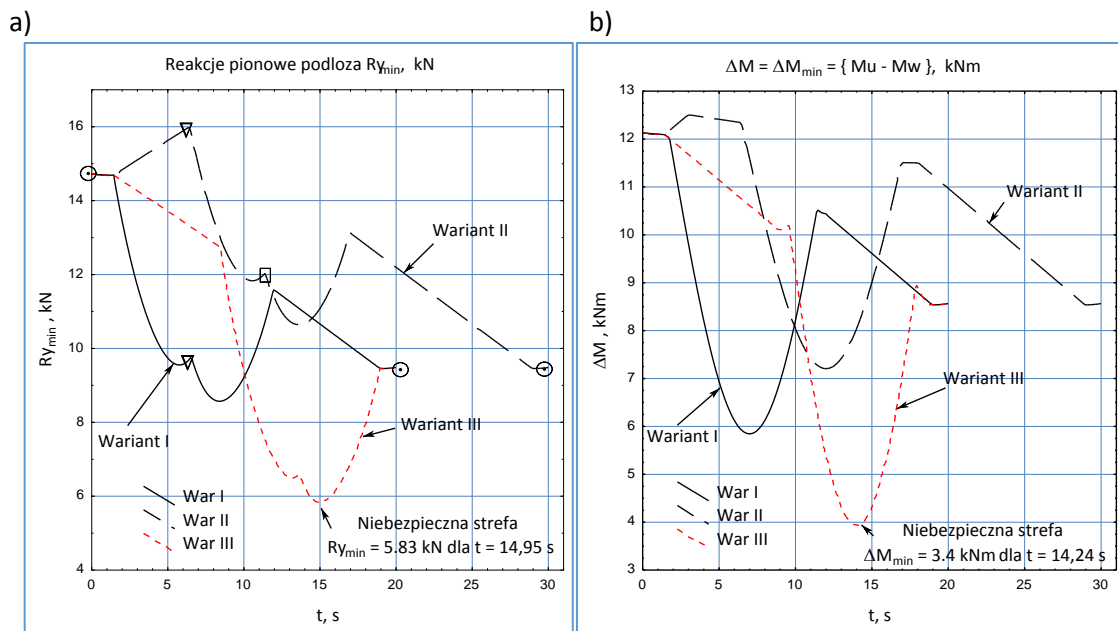 a)
Reakcje pionowe podloza Rymin, kN
Rymin , kN
16
14
12
10
8
6
4
0
5
10
15
20
25
30
t, s
Wariant II
Wariant I
Wariant III
War I
War II
War III
Niebezpieczna strefa
Rymin = 5.83 kN dla t = 14,95 s
b)
ΔM = ΔMmin = { Mu - Mw }, kNm
ΔM , kNm
13
12
11
10
9
8
7
6
5
4
3
0
5
10
15
20
25
30
t, s
Wariant II
Wariant III
Wariant I
War I
War II
War III
Niebezpieczna strefa
ΔMmin = 3.4 kNm dla t = 14,24 s